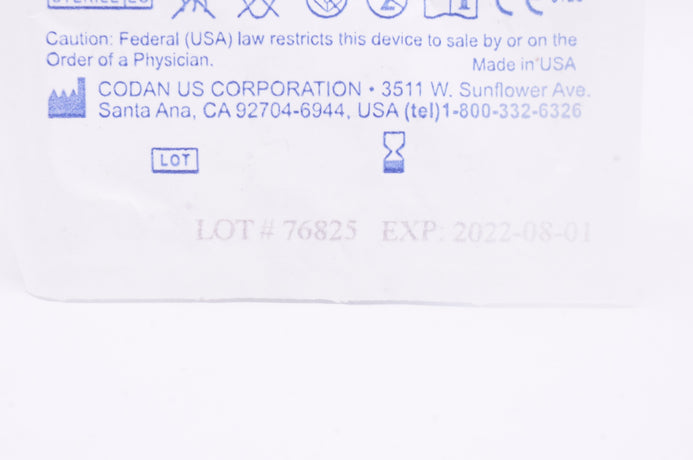 Caution: Federal (USA) law restricts this device to sale by or on the
Order of a Physician.
Made in USA
CODAN US CORPORATION • 3511 W. Sunflower Ave.
Santa Ana, CA 92704-6944, USA (tel)1-800-332-6326
LOT
LOT # 76825 EXP: 2022-08-01